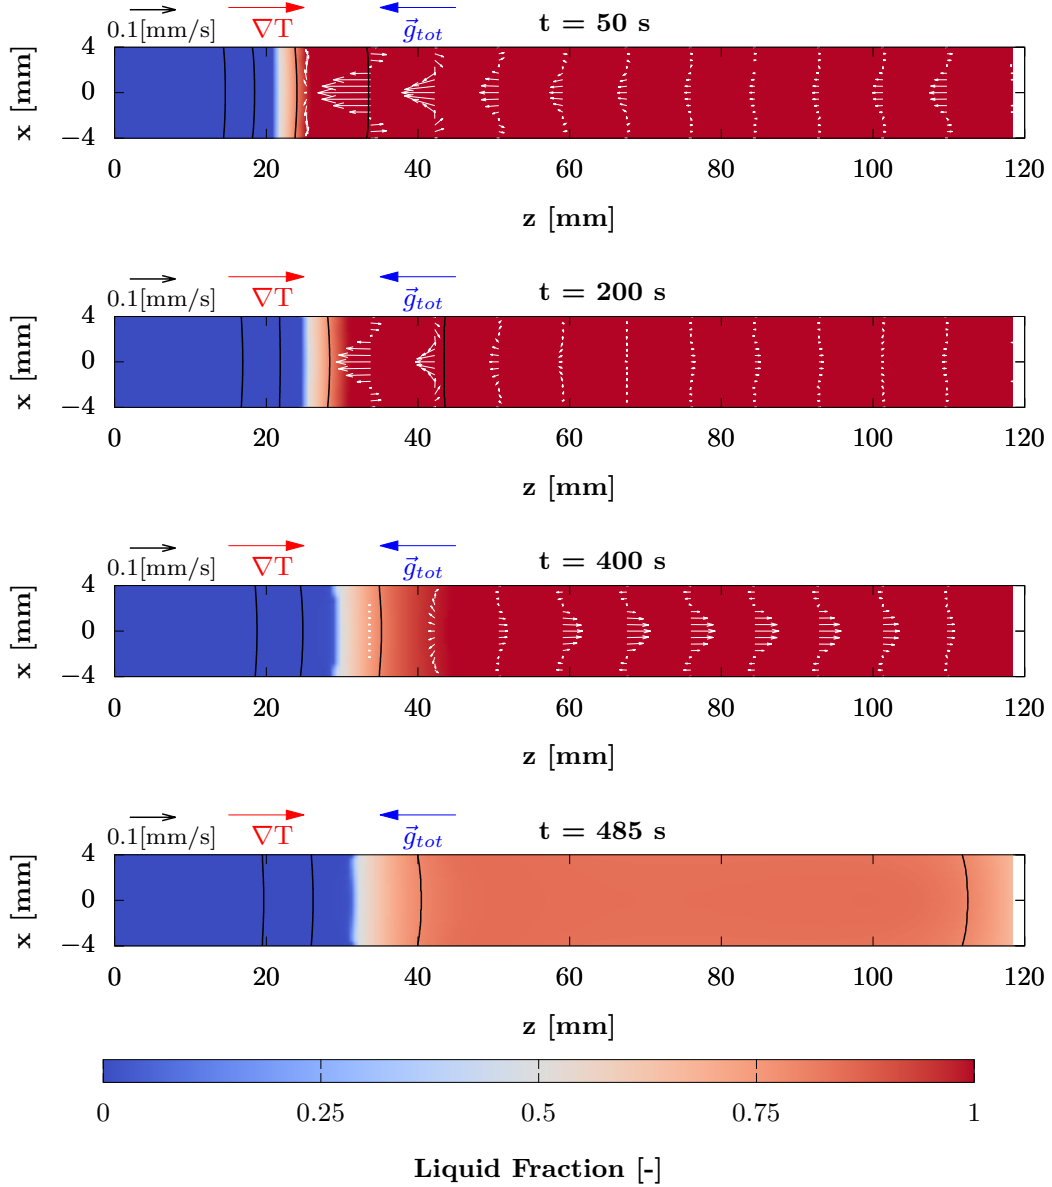 t = 50 s
0.1[mm/s] ∇T g⃗tot
x [mm]
4
0
−4
0 20 40 60 80 100 120
z [mm]
t = 200 s
0.1[mm/s] ∇T g⃗tot
x [mm]
4
0
−4
0 20 40 60 80 100 120
z [mm]
t = 400 s
0.1[mm/s] ∇T g⃗tot
x [mm]
4
0
−4
0 20 40 60 80 100 120
z [mm]
t = 485 s
0.1[mm/s] ∇T g⃗tot
x [mm]
4
0
−4
0 20 40 60 80 100 120
z [mm]
0 0.25 0.5 0.75 1
Liquid Fraction [-]